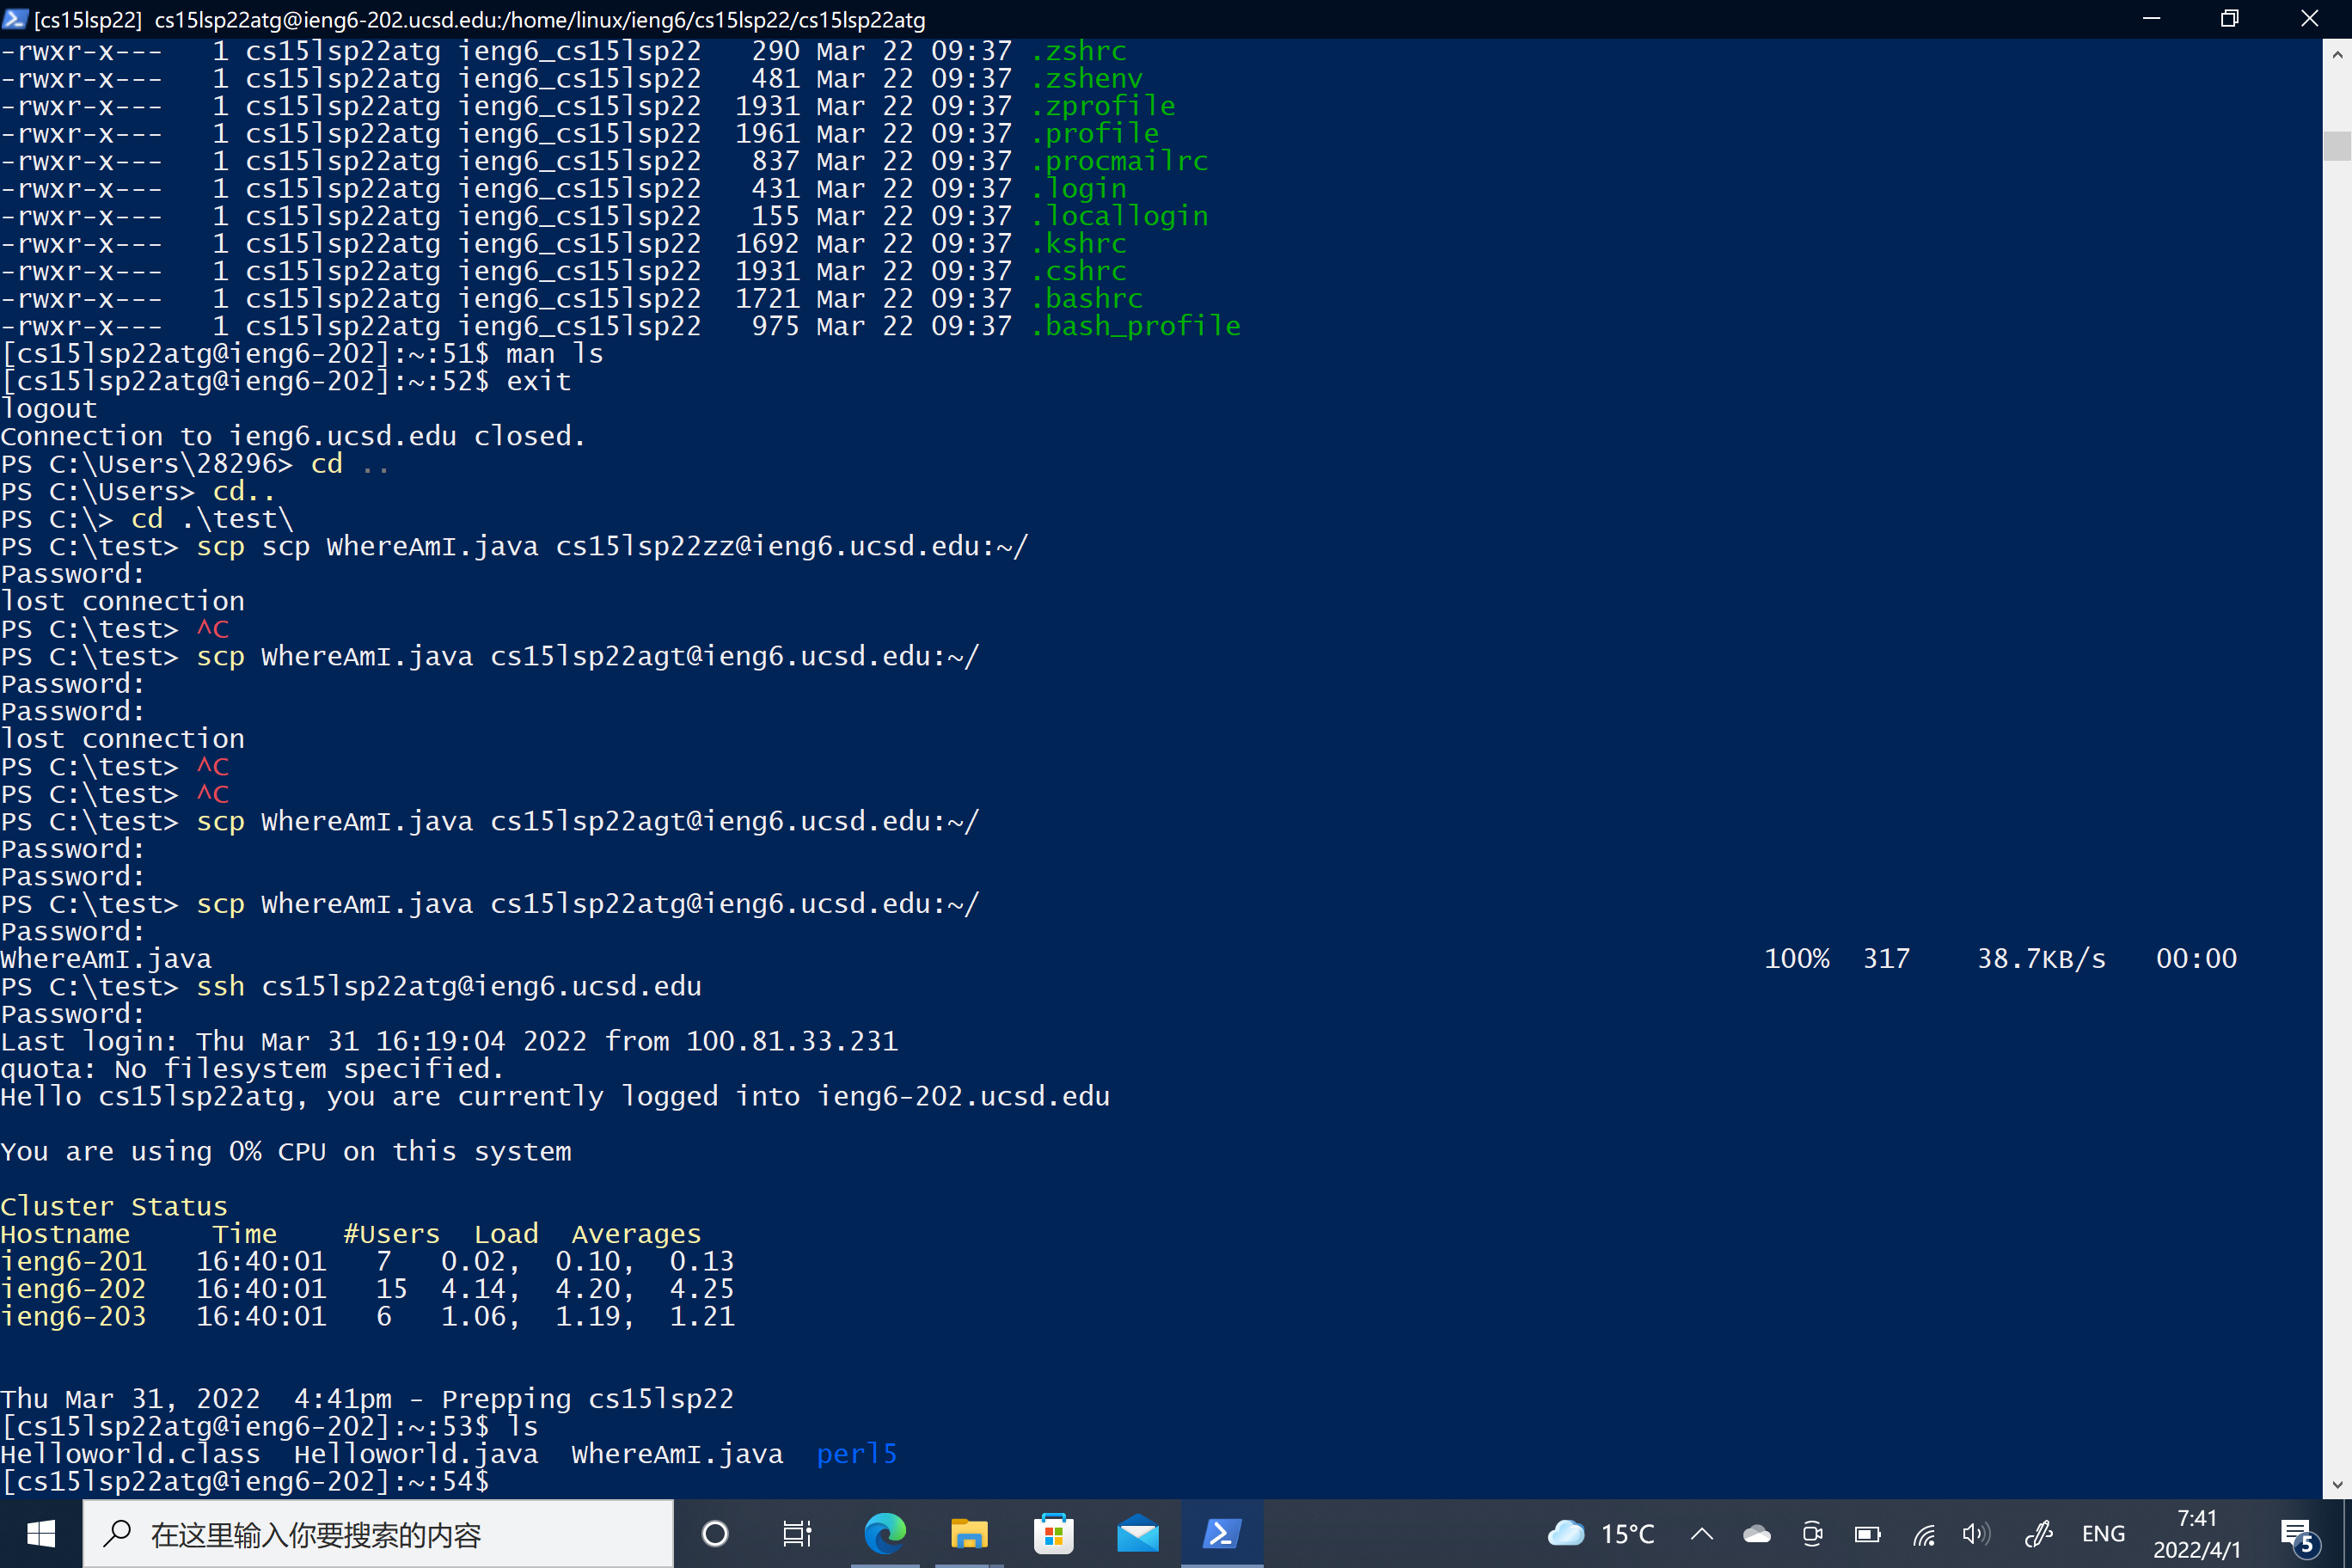 [cs15lsp22]  cs15lsp22atg@ieng6-202.ucsd.edu:/home/linux/ieng6/cs15lsp22/cs15lsp22atg
-rwxr-x---   1 cs15lsp22atg ieng6_cs15lsp22   290 Mar 22 09:37 .zshrc
-rwxr-x---   1 cs15lsp22atg ieng6_cs15lsp22   481 Mar 22 09:37 .zshenv
-rwxr-x---   1 cs15lsp22atg ieng6_cs15lsp22  1931 Mar 22 09:37 .zprofile
-rwxr-x---   1 cs15lsp22atg ieng6_cs15lsp22  1961 Mar 22 09:37 .profile
-rwxr-x---   1 cs15lsp22atg ieng6_cs15lsp22   837 Mar 22 09:37 .procmailrc
-rwxr-x---   1 cs15lsp22atg ieng6_cs15lsp22   431 Mar 22 09:37 .login
-rwxr-x---   1 cs15lsp22atg ieng6_cs15lsp22   155 Mar 22 09:37 .locallogin
-rwxr-x---   1 cs15lsp22atg ieng6_cs15lsp22  1692 Mar 22 09:37 .kshrc
-rwxr-x---   1 cs15lsp22atg ieng6_cs15lsp22  1931 Mar 22 09:37 .cshrc
-rwxr-x---   1 cs15lsp22atg ieng6_cs15lsp22  1721 Mar 22 09:37 .bashrc
-rwxr-x---   1 cs15lsp22atg ieng6_cs15lsp22   975 Mar 22 09:37 .bash_profile
[cs15lsp22atg@ieng6-202]:~:51$ man ls
[cs15lsp22atg@ieng6-202]:~:52$ exit
logout
Connection to ieng6.ucsd.edu closed.
PS C:\Users\28296> cd ..
PS C:\Users> cd..
PS C:\> cd .\test\
PS C:\test> scp scp WhereAmI.java cs15lsp22zz@ieng6.ucsd.edu:~/
Password:
lost connection
PS C:\test> ^C
PS C:\test> scp WhereAmI.java cs15lsp22agt@ieng6.ucsd.edu:~/
Password:
Password:
lost connection
PS C:\test> ^C
PS C:\test> ^C
PS C:\test> scp WhereAmI.java cs15lsp22agt@ieng6.ucsd.edu:~/
Password:
Password:
PS C:\test> scp WhereAmI.java cs15lsp22atg@ieng6.ucsd.edu:~/
Password:
WhereAmI.java                                   100%  317    38.7KB/s   00:00
PS C:\test> ssh cs15lsp22atg@ieng6.ucsd.edu
Password:
Last login: Thu Mar 31 16:19:04 2022 from 100.81.33.231
quota: No filesystem specified.
Hello cs15lsp22atg, you are currently logged into ieng6-202.ucsd.edu
You are using 0% CPU on this system
Cluster Status
Hostname     Time    #Users  Load  Averages
ieng6-201   16:40:01   7   0.02,  0.10,  0.13
ieng6-202   16:40:01   15  4.14,  4.20,  4.25
ieng6-203   16:40:01   6   1.06,  1.19,  1.21
Thu Mar 31, 2022  4:41pm - Prepping cs15lsp22
[cs15lsp22atg@ieng6-202]:~:53$ ls
Helloworld.class  Helloworld.java  WhereAmI.java  perl5
[cs15lsp22atg@ieng6-202]:~:54$
在这里输入你要搜索的内容
15°C
ENG
7:41
2022/4/1
5